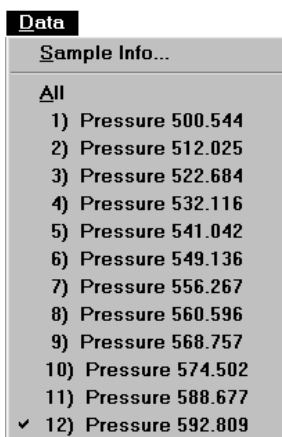 Data
Sample Info...
All
1) Pressure 500.544
2) Pressure 512.025
3) Pressure 522.684
4) Pressure 532.116
5) Pressure 541.042
6) Pressure 549.136
7) Pressure 556.267
8) Pressure 560.596
9) Pressure 568.757
10) Pressure 574.502
11) Pressure 588.677
✓ 12) Pressure 592.809